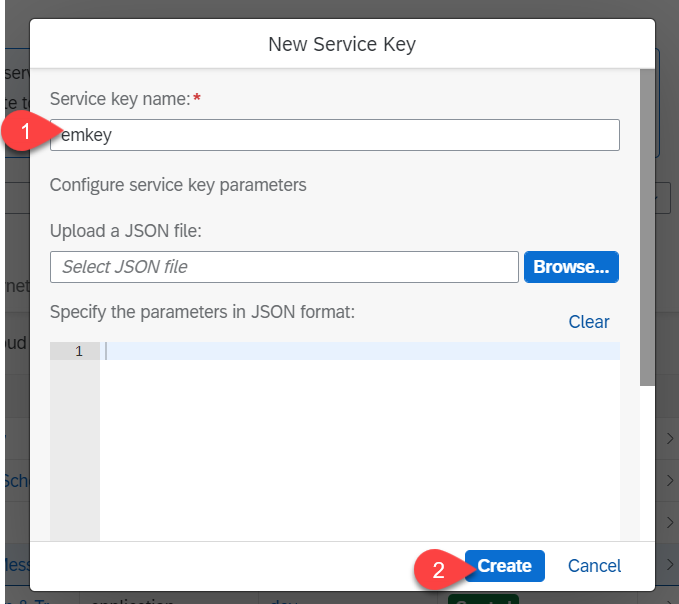 New Service Key
Service key name:*
1
emkey
Configure service key parameters
Upload a JSON file:
Select JSON file
Browse...
Specify the parameters in JSON format:
Clear
1
2
Create
Cancel